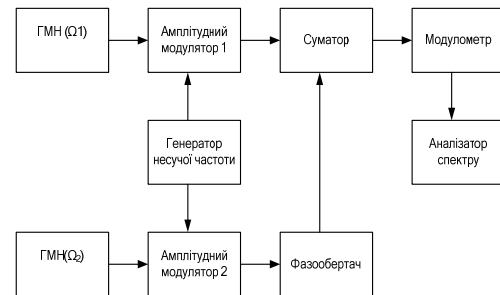 ГМН (Ω1)
Амплітудний
модулятор 1
Суматор
Модулометр
Генератор
несучої частоти
Аналізатор
спектру
ГМН(Ω₂)
Амплітудний
модулятор 2
Фазообертач